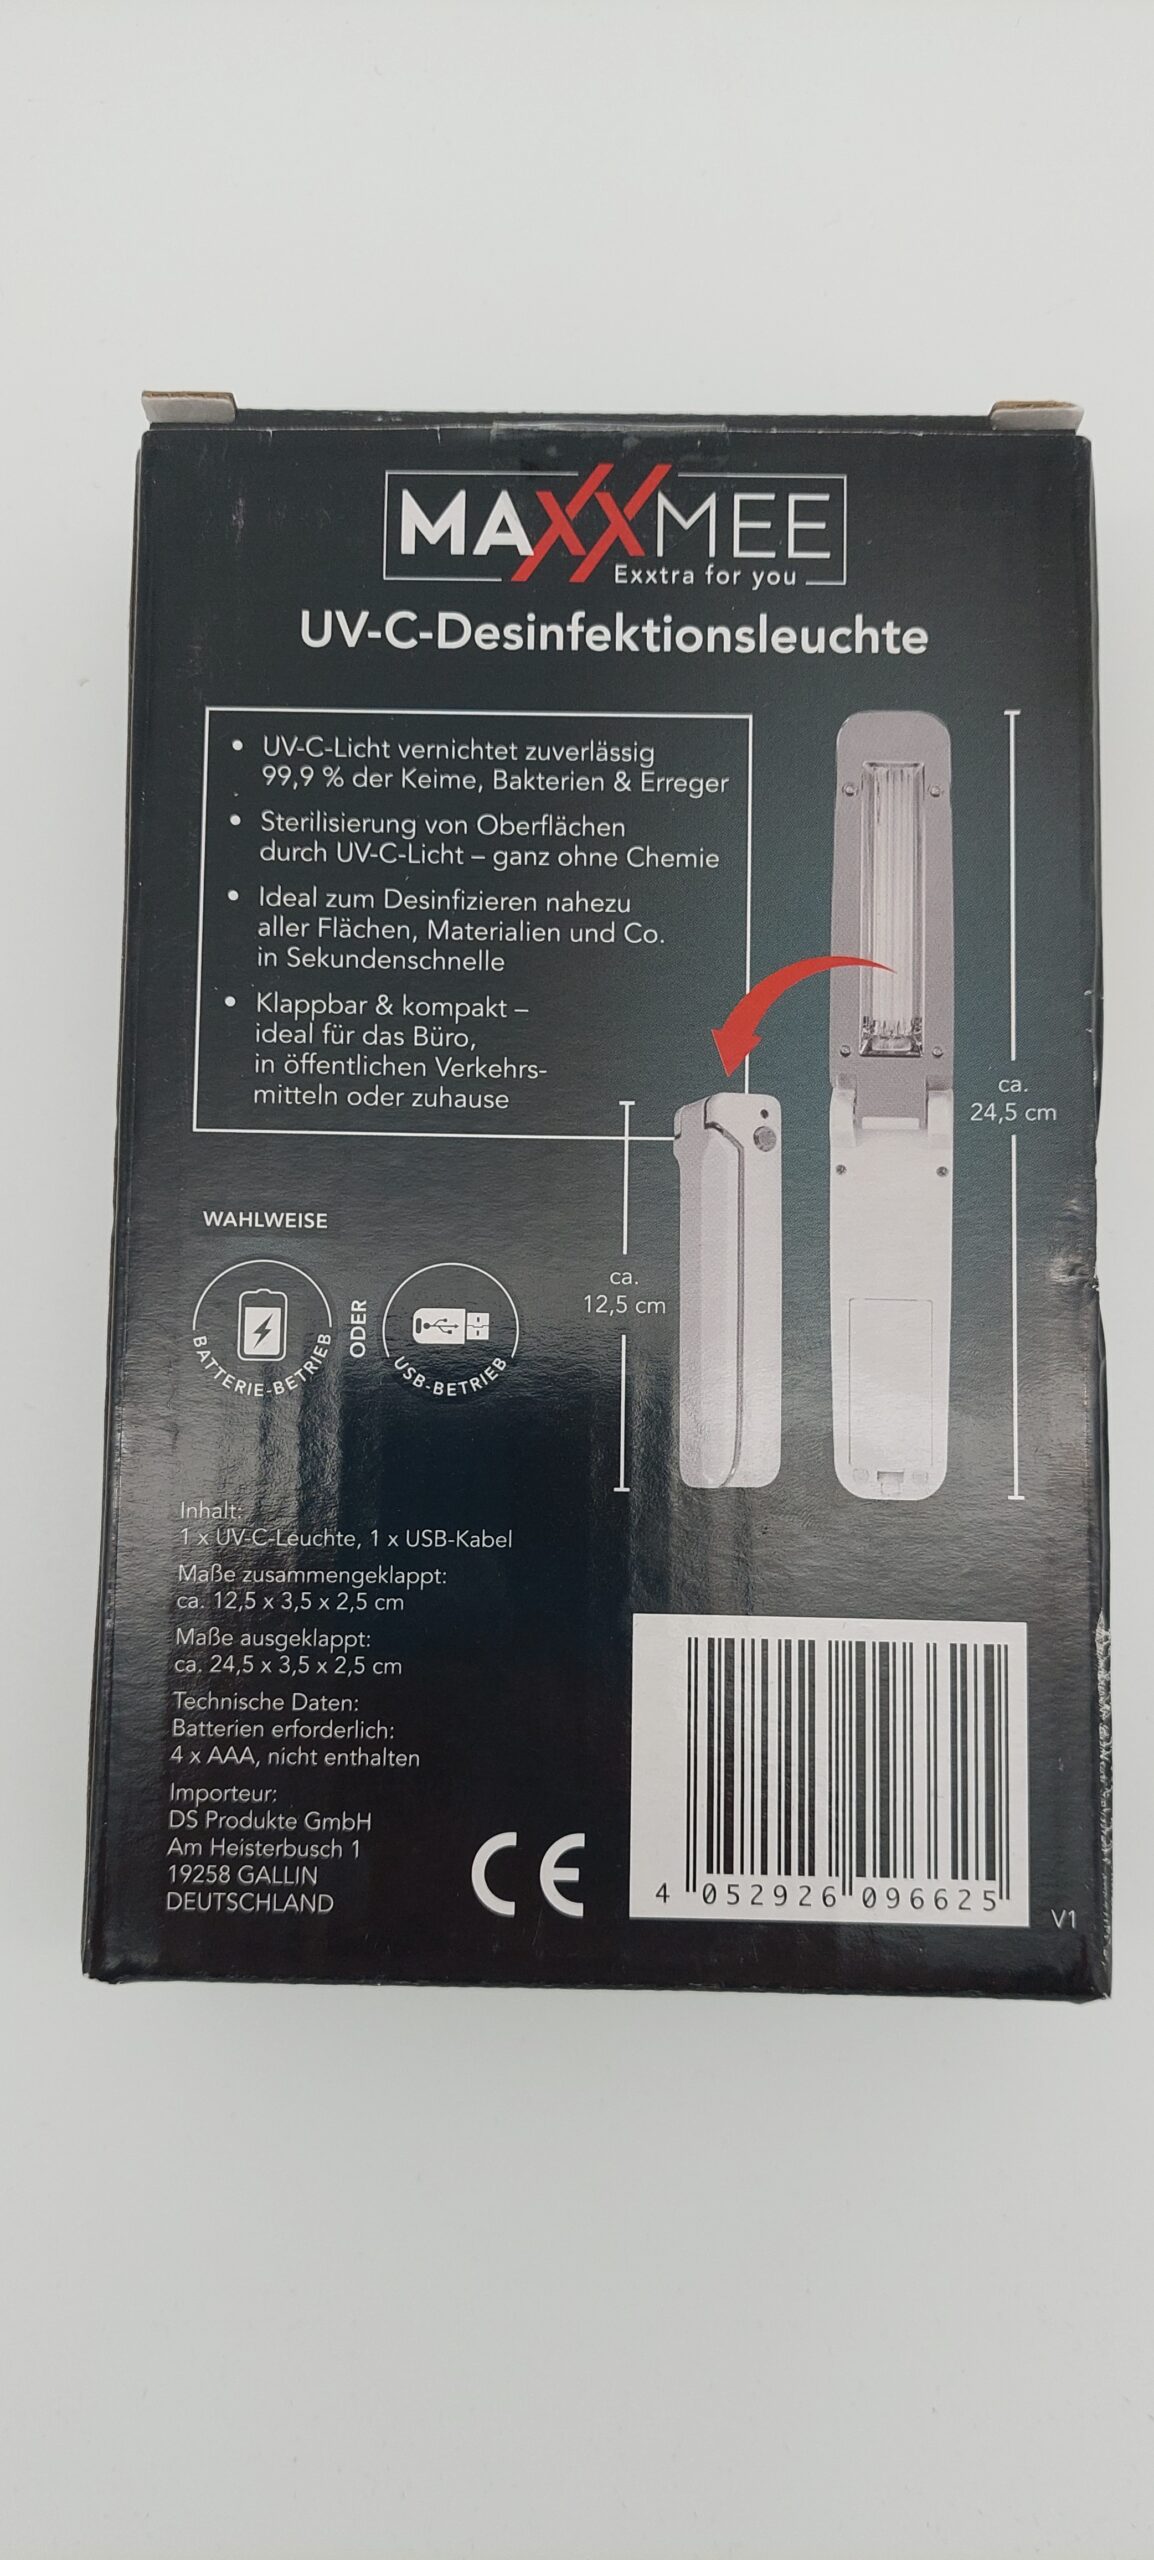 MAXXMEE
Exxtra for you
UV-C-Desinfektionsleuchte
• UV-C-Licht vernichtet zuverlässig
99,9 % der Keime, Bakterien & Erreger
• Sterilisierung von Oberflächen
durch UV-C-Licht – ganz ohne Chemie
• Ideal zum Desinfizieren nahezu
aller Flächen, Materialien und Co.
in Sekundenschnelle
• Klappbar & kompakt –
ideal für das Büro,
in öffentlichen Verkehrs-
mitteln oder zuhause
ca.
24,5 cm
ca.
12,5 cm
WAHLWEISE
BATTERIE-BETRIEB
ODER
USB-BETRIEB
Inhalt:
1 x UV-C-Leuchte, 1 x USB-Kabel
Maße zusammengeklappt:
ca. 12,5 x 3,5 x 2,5 cm
Maße ausgeklappt:
ca. 24,5 x 3,5 x 2,5 cm
Technische Daten:
Batterien erforderlich:
4 x AAA, nicht enthalten
Importeur:
DS Produkte GmbH
Am Heisterbusch 1
19258 GALLIN
DEUTSCHLAND
CE
4 052926 096625
V1